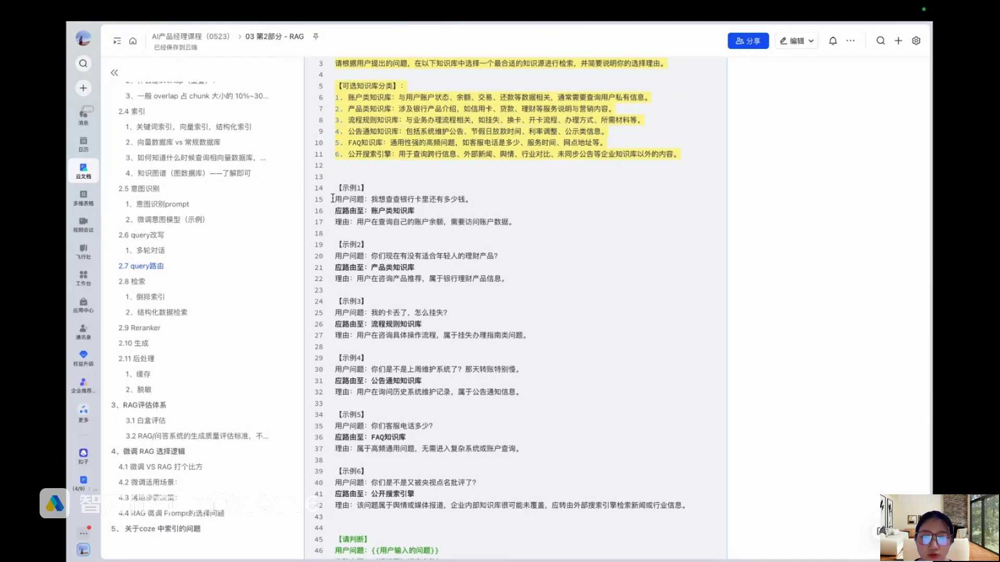 AI产品经理课程（0523） › 03 第2部分 - RAG
已经保存到云端
分享
编辑
499
消息
日历
云文档
多维表格
视频会议
飞行社
工作台
应用中心
通讯录
权益升级
企业推荐...
更多
扣子
(4/9) : ...
3、一般 overlap 占 chunk 大小的 10%~30...
2.4 索引
1、关键词索引，向量索引，结构化索引
2、向量数据库 vs 常规数据库
3、如何知道什么时候查询相向量数据库，...
4、知识图谱（图数据库）——了解即可
2.5 意图识别
1、意图识别prompt
2、微调意图模型（示例）
2.6 query改写
1、多轮对话
2.7 query路由
2.8 检索
1、倒排索引
2、结构化数据检索
2.9 Reranker
2.10 生成
2.11 后处理
1、缓存
2、脱敏
3、RAG评估体系
3.1 白盒评估
3.2 RAG/问答系统的生成质量评估标准，不...
4、微调 RAG 选择逻辑
4.1 微调 VS RAG 打个比方
4.2 微调适用场景：
4.4 RAG 微调 Prompt的选择问题
5、 关于coze 中索引的问题
3 请根据用户提出的问题，在以下知识库中选择一个最合适的知识源进行检索，并简要说明你的选择理由。
4
5 【可选知识库分类】：
6 1. 账户类知识库：与用户账户状态、余额、交易、还款等数据相关，通常需要查询用户私有信息。
7 2. 产品类知识库：涉及银行产品介绍，如信用卡、贷款、理财等服务说明与营销内容。
8 3. 流程规则知识库：与业务办理流程相关，如挂失、换卡、开卡流程、办理方式、所需材料等。
9 4. 公告通知知识库：包括系统维护公告、节假日放款时间、利率调整、公示类信息。
10 5. FAQ知识库：通用性强的高频问题，如客服电话是多少、服务时间、网点地址等。
11 6. 公开搜索引擎：用于查询跨行信息、外部新闻、舆情、行业对比、未同步公告等企业知识库以外的内容。
12
13
14 【示例1】
15 用户问题：我想查查银行卡里还有多少钱。
16 应路由至：账户类知识库
17 理由：用户在查询自己的账户余额，需要访问账户数据。
18
19 【示例2】
20 用户问题：你们现在有没有适合年轻人的理财产品？
21 应路由至：产品类知识库
22 理由：用户在咨询产品推荐，属于银行理财产品信息。
23
24 【示例3】
25 用户问题：我的卡丢了，怎么挂失？
26 应路由至：流程规则知识库
27 理由：用户在咨询具体操作流程，属于挂失办理指南类问题。
28
29 【示例4】
30 用户问题：你们是不是上周维护系统了？那天转账特别慢。
31 应路由至：公告通知知识库
32 理由：用户在询问历史系统维护记录，属于公告通知信息。
33
34 【示例5】
35 用户问题：你们客服电话多少？
36 应路由至：FAQ知识库
37 理由：属于高频通用问题，无需进入复杂系统或账户查询。
38
39 【示例6】
40 用户问题：你们是不是又被央视点名批评了？
41 应路由至：公开搜索引擎
42 理由：该问题属于舆情或媒体报道，企业内部知识库很可能未覆盖，应转由外部搜索引擎检索新闻或行业信息。
43
44
45 【请判断】
46 用户问题：{{用户输入的问题}}